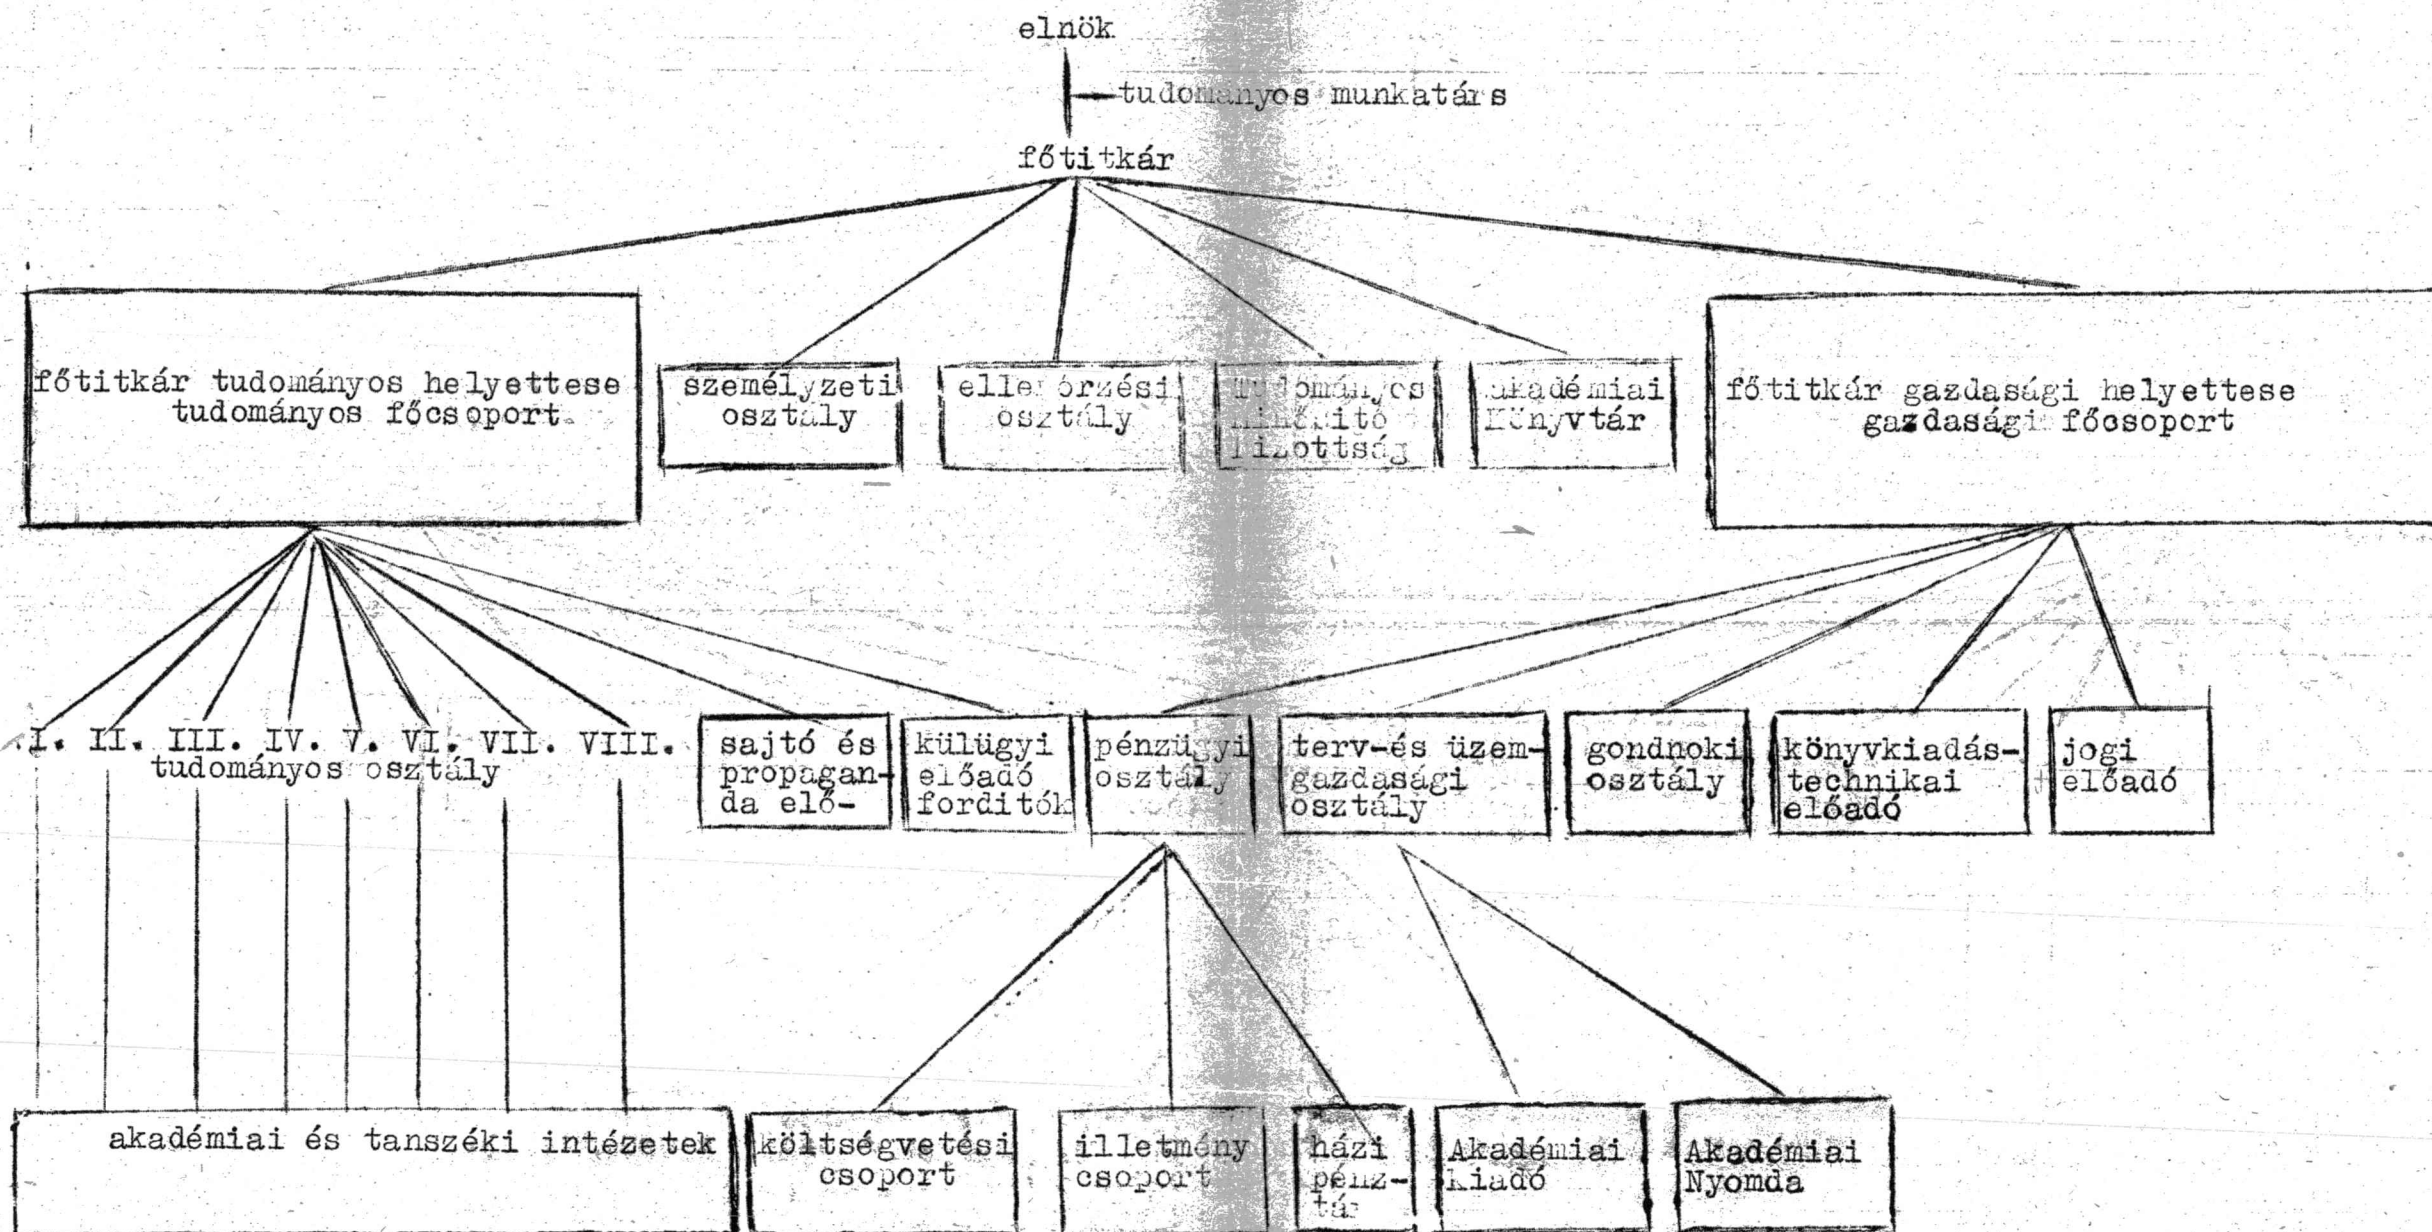 elnök
tudományos munkatárs
főtitkár
főtitkár tudományos helyettese
tudományos főcsoport
személyzeti
osztály
ellenőrzési
osztály
Tudományos
minősitő
bizottság
akadémiai
Könyvtár
főtitkár gazdasági helyettese
gazdasági főcsoport
I. II. III. IV. V. VI. VII. VIII.
tudományos osztály
sajtó és
propagan-
da elő-
külügyi
előadó
forditók
pénzügyi
osztály
terv-és üzem-
gazdasági
osztály
gondnoki
osztály
könyvkiadás-
technikai
előadó
jogi
előadó
akadémiai és tanszéki intézetek
költségvetési
csoport
illetmény
csoport
házi
pénz-
tár
Akadémiai
kiadó
Akadémiai
Nyomda